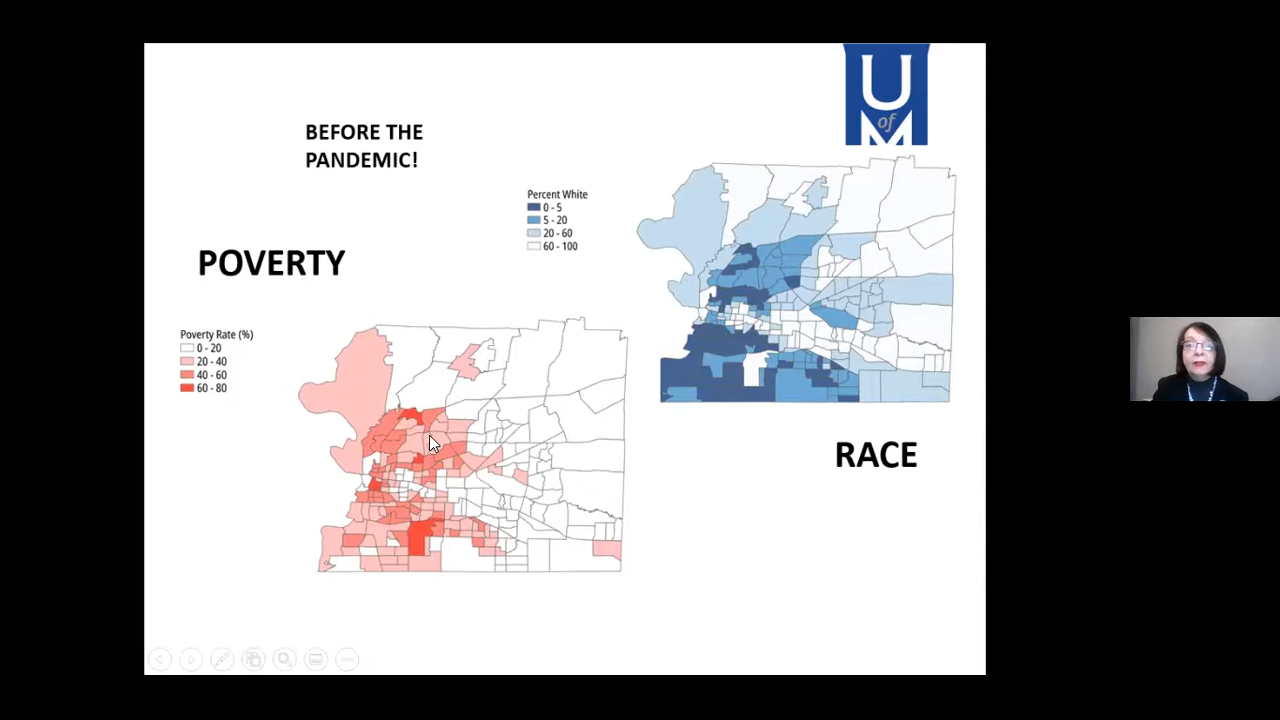 U
of
M
BEFORE THE
PANDEMIC!
Percent White
0 - 5
5 - 20
20 - 60
60 - 100
POVERTY
Poverty Rate (%)
0 - 20
20 - 40
40 - 60
60 - 80
RACE